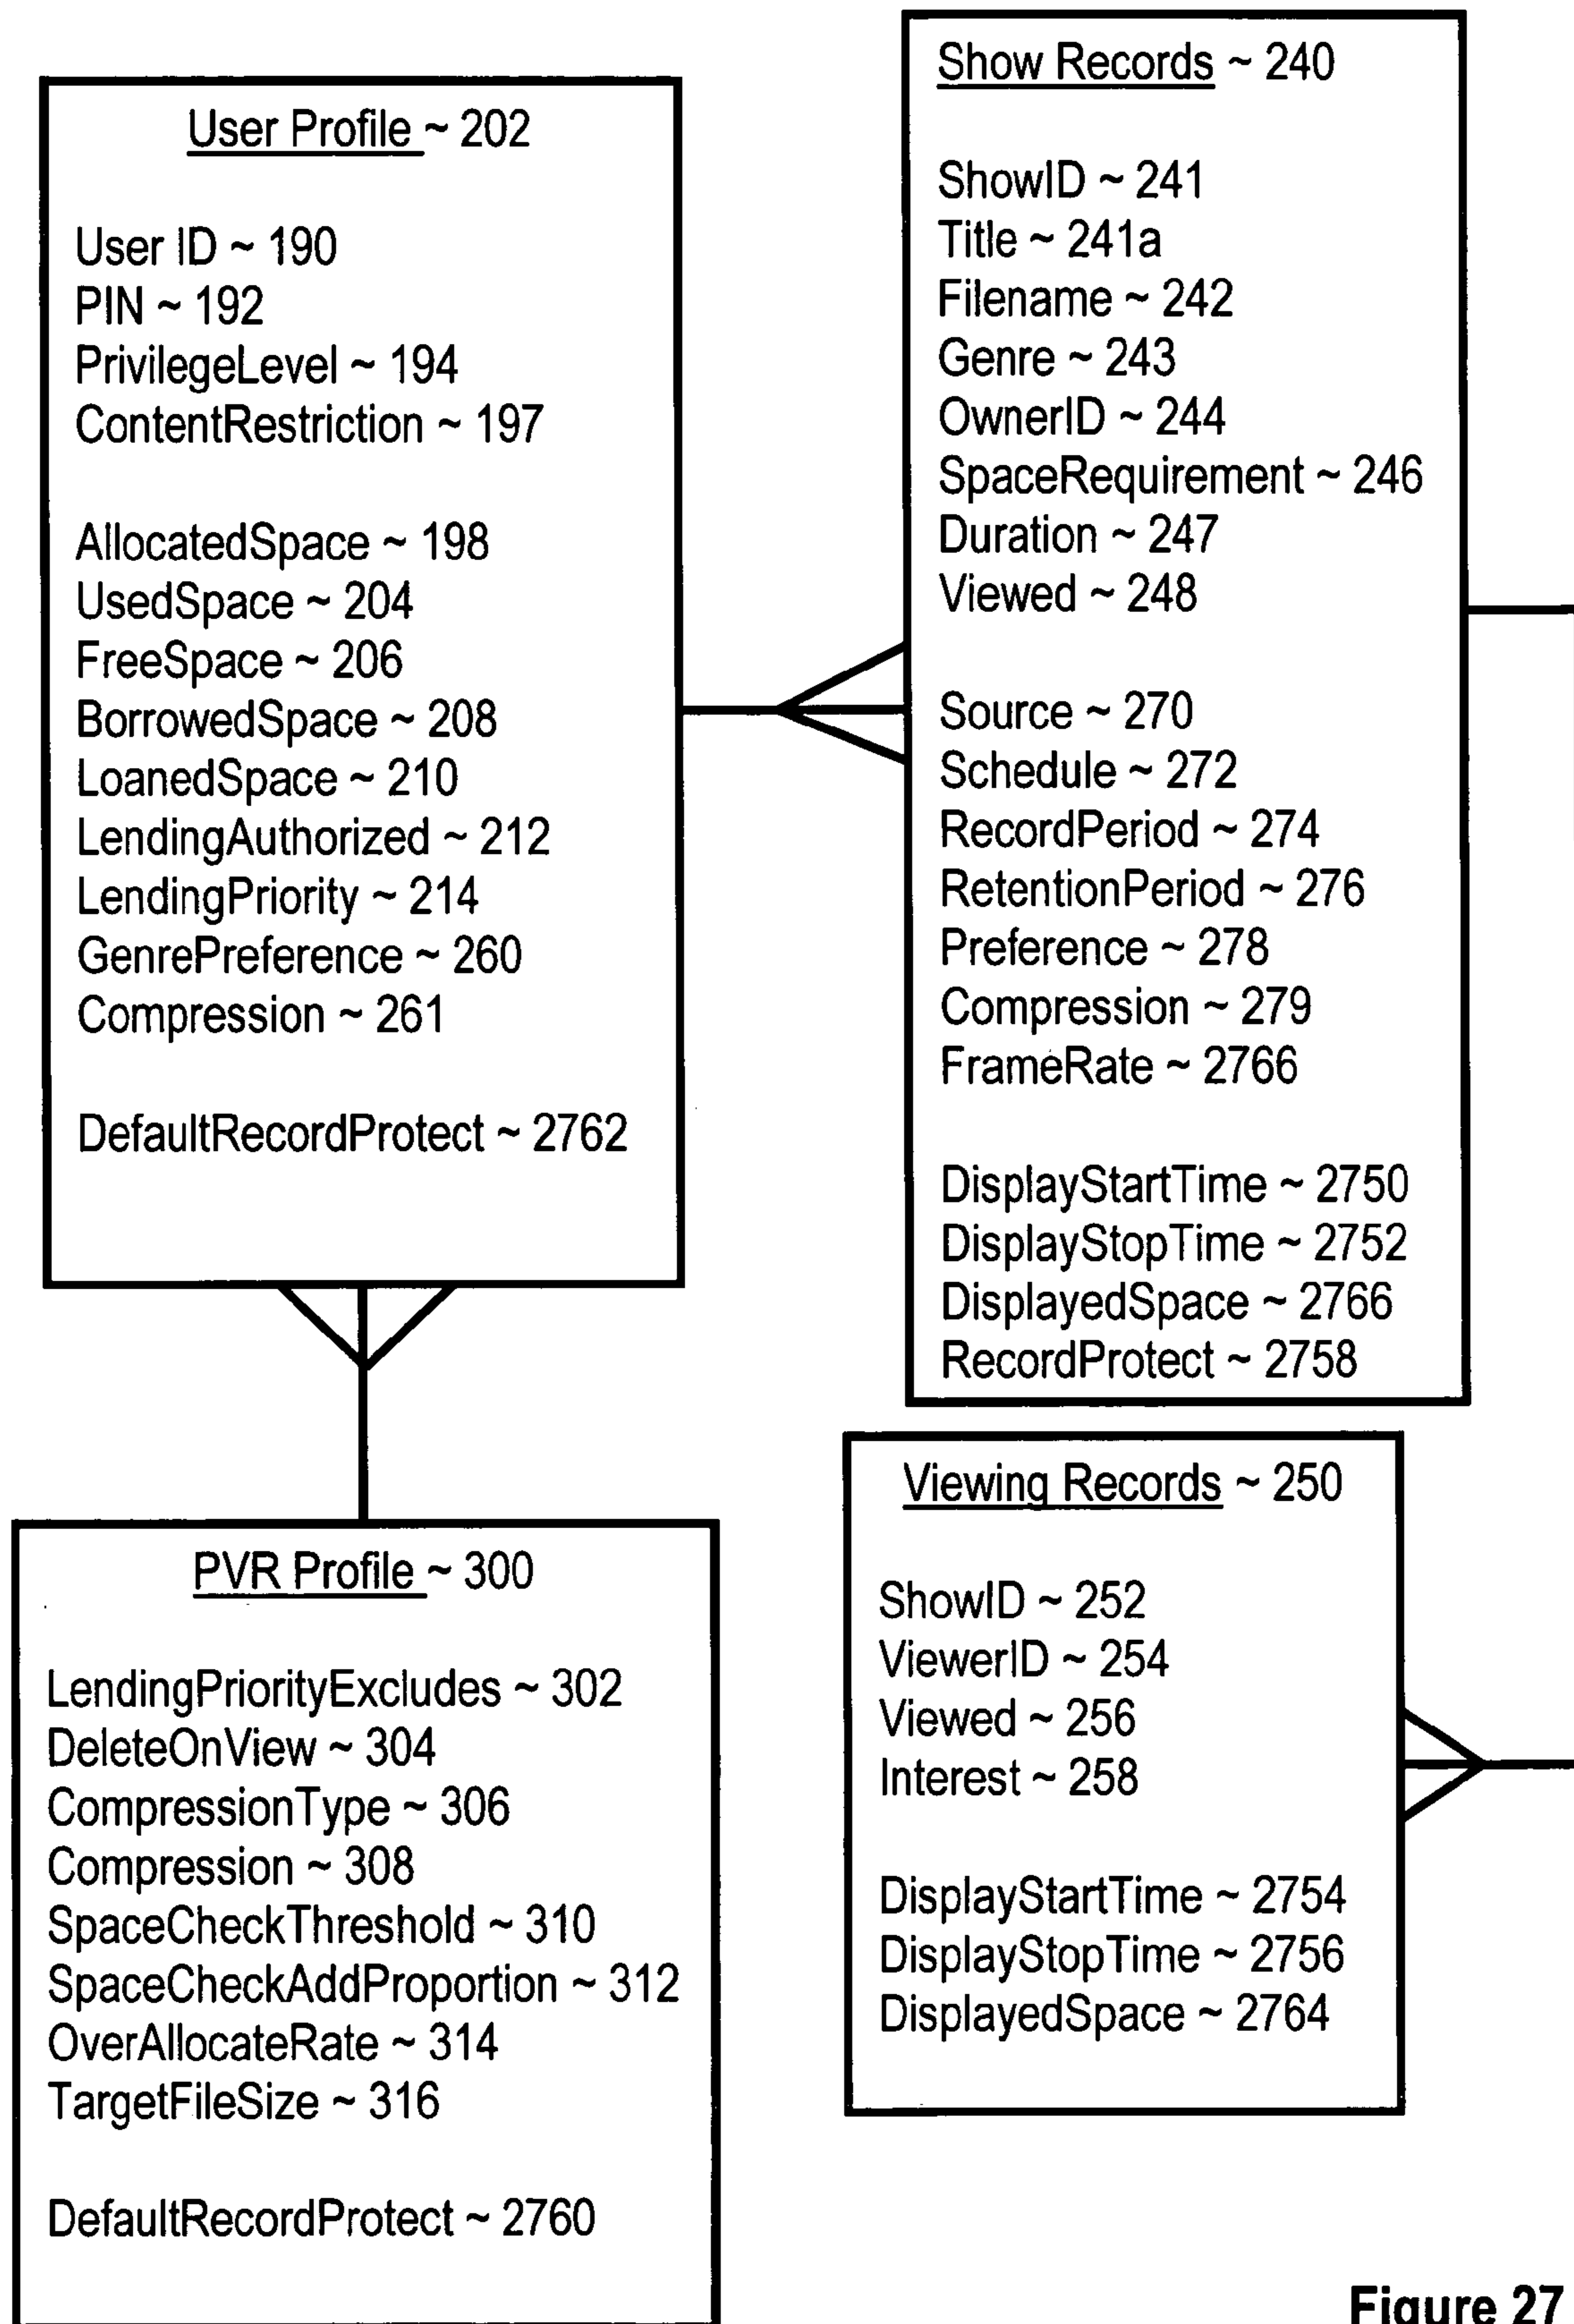 User Profile ~ 202
User ID ~ 190
PIN ~ 192
PrivilegeLevel ~ 194
ContentRestriction ~ 197
AllocatedSpace ~ 198
UsedSpace ~ 204
FreeSpace ~ 206
BorrowedSpace ~ 208
LoanedSpace ~ 210
LendingAuthorized ~ 212
LendingPriority ~ 214
GenrePreference ~ 260
Compression ~ 261
DefaultRecordProtect ~ 2762
Show Records ~ 240
ShowID ~ 241
Title ~ 241a
Filename ~ 242
Genre ~ 243
OwnerID ~ 244
SpaceRequirement ~ 246
Duration ~ 247
Viewed ~ 248
Source ~ 270
Schedule ~ 272
RecordPeriod ~ 274
RetentionPeriod ~ 276
Preference ~ 278
Compression ~ 279
FrameRate ~ 2766
DisplayStartTime ~ 2750
DisplayStopTime ~ 2752
DisplayedSpace ~ 2766
RecordProtect ~ 2758
PVR Profile ~ 300
LendingPriorityExcludes ~ 302
DeleteOnView ~ 304
CompressionType ~ 306
Compression ~ 308
SpaceCheckThreshold ~ 310
SpaceCheckAddProportion ~ 312
OverAllocateRate ~ 314
TargetFileSize ~ 316
DefaultRecordProtect ~ 2760
Viewing Records ~ 250
ShowID ~ 252
ViewerID ~ 254
Viewed ~ 256
Interest ~ 258
DisplayStartTime ~ 2754
DisplayStopTime ~ 2756
DisplayedSpace ~ 2764
Figure 27